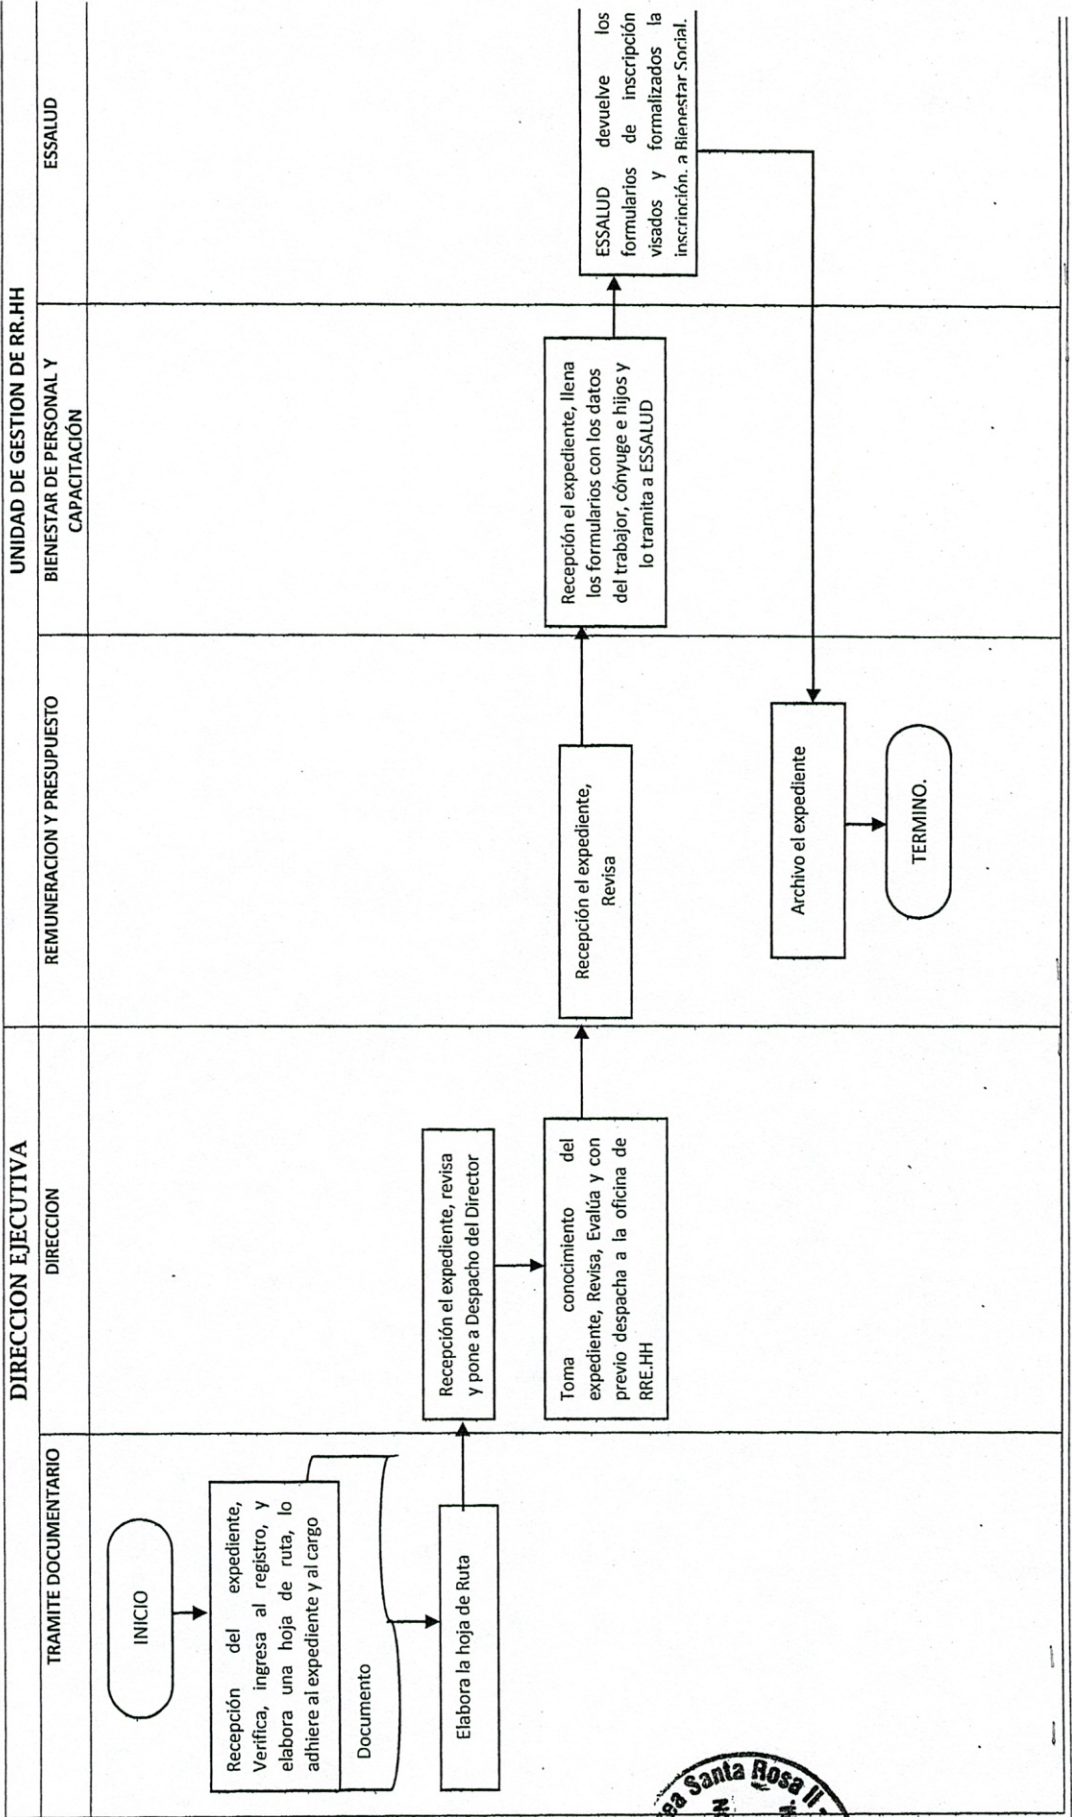 DIRECCION EJECUTIVA
UNIDAD DE GESTION DE RR.HH
TRAMITE DOCUMENTARIO
DIRECCION
REMUNERACION Y PRESUPUESTO
BIENESTAR DE PERSONAL Y
CAPACITACIÓN
ESSALUD
INICIO
Recepción del expediente,
Verifica, ingresa al registro, y
elabora una hoja de ruta, lo
adhiere al expediente y al cargo
Documento
Elabora la hoja de Ruta
Recepción el expediente, revisa
y pone a Despacho del Director
Toma conocimiento del
expediente, Revisa, Evalúa y con
previo despacha a la oficina de
RRE.HH
Recepción el expediente,
Revisa
Recepción el expediente, llena
los formularios con los datos
del trabajor, cónyuge e hijos y
lo tramita a ESSALUD
ESSALUD devuelve los
formularios de inscripción
visados y formalizados la
inscripción. a Bienestar Social.
Archivo el expediente
TERMINO.
Santa Rosa II